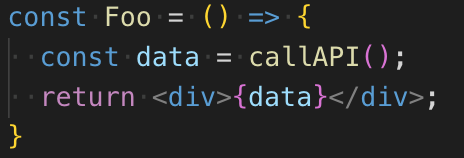 const Foo = () => {
  const data = callAPI();
  return <div>{data}</div>;
}